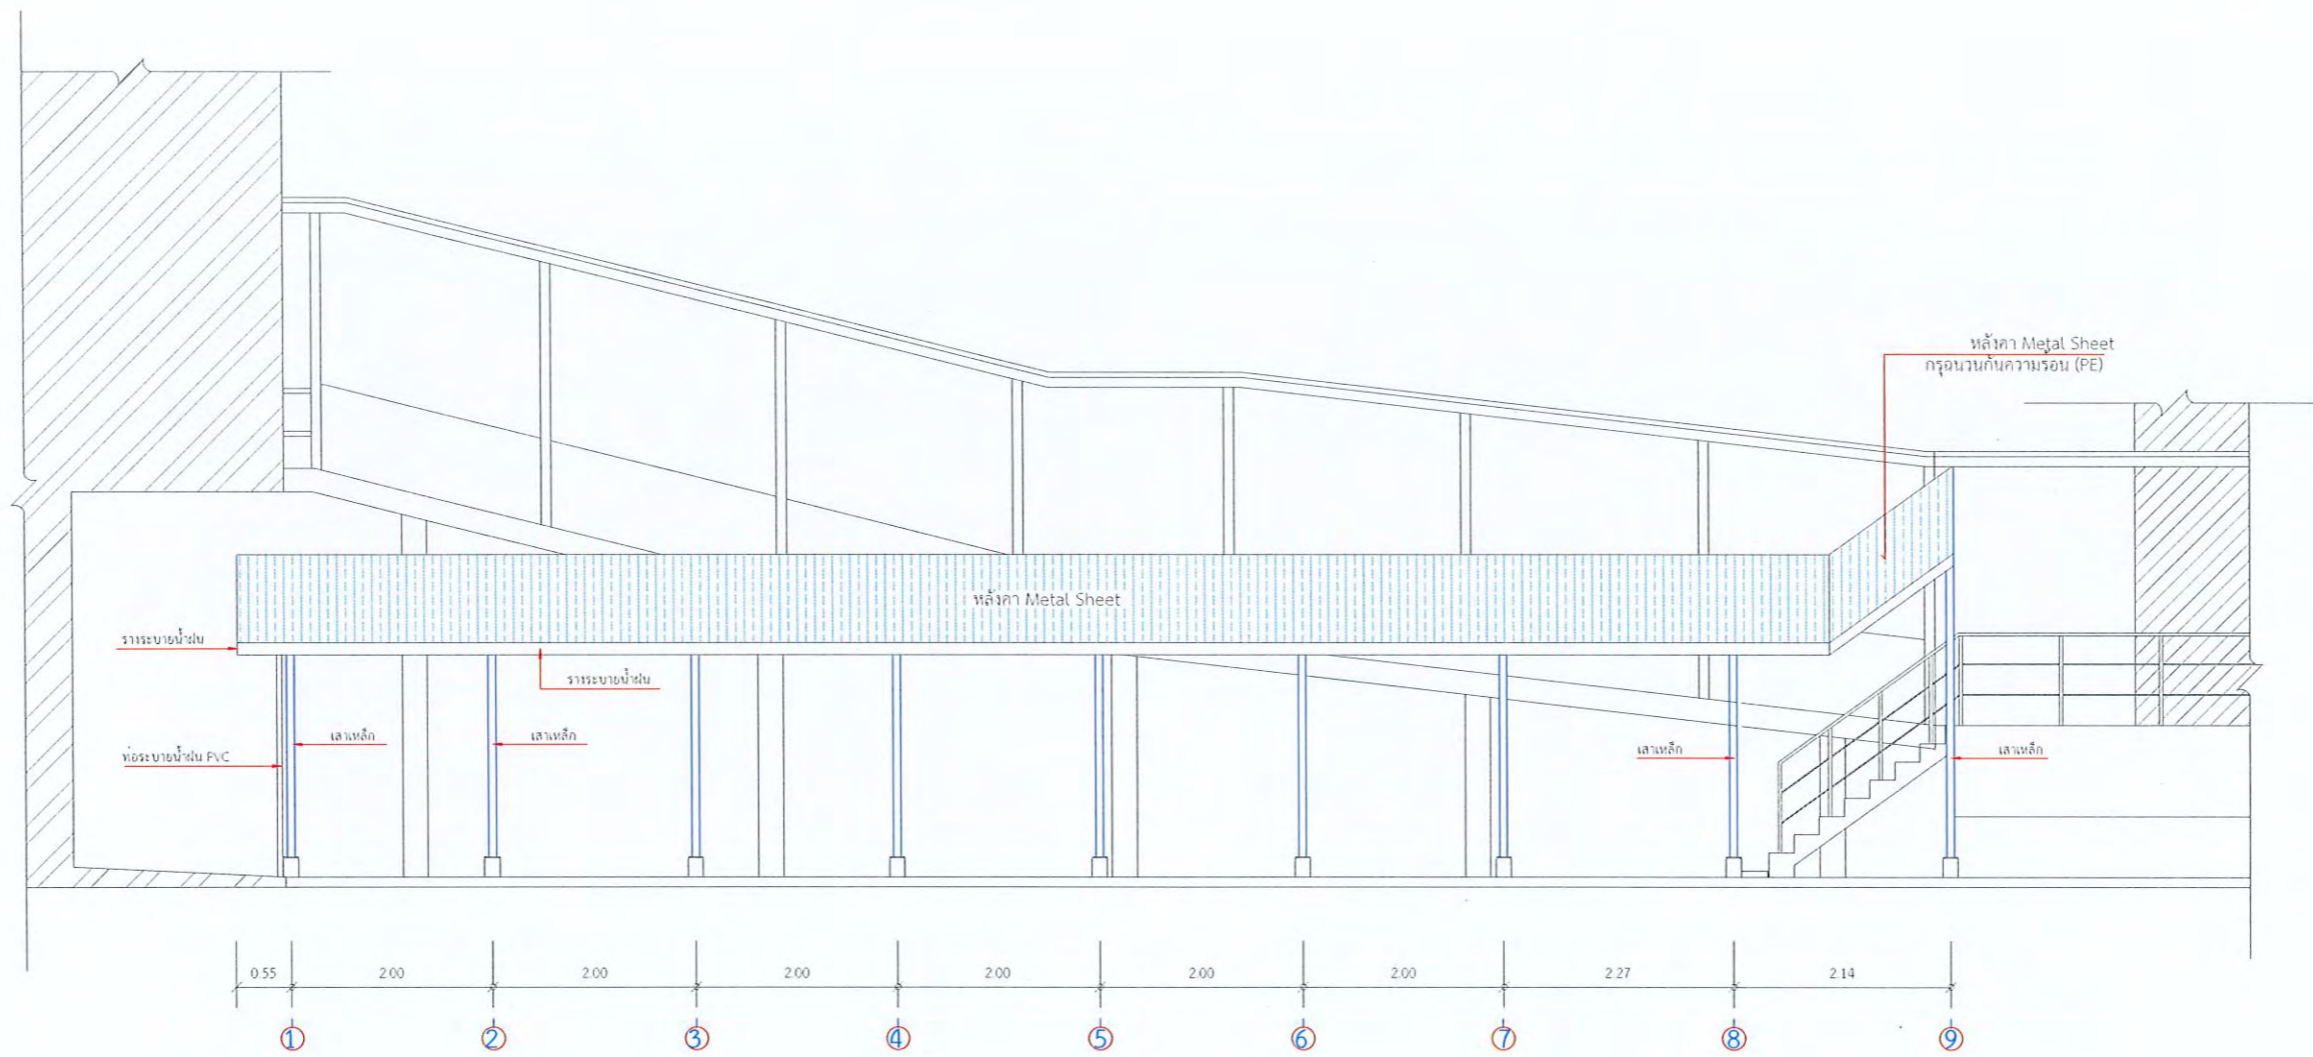 หลังคา Metal Sheet
กรุฉนวนกันความร้อน (PE)
หลังคา Metal Sheet
รางระบายน้ำฝน
รางระบายน้ำฝน
เสาเหล็ก
เสาเหล็ก
เสาเหล็ก
เสาเหล็ก
ท่อระบายน้ำฝน PVC
0.55 2.00 2.00 2.00 2.00 2.00 2.00 2.27 2.14
1 2 3 4 5 6 7 8 9